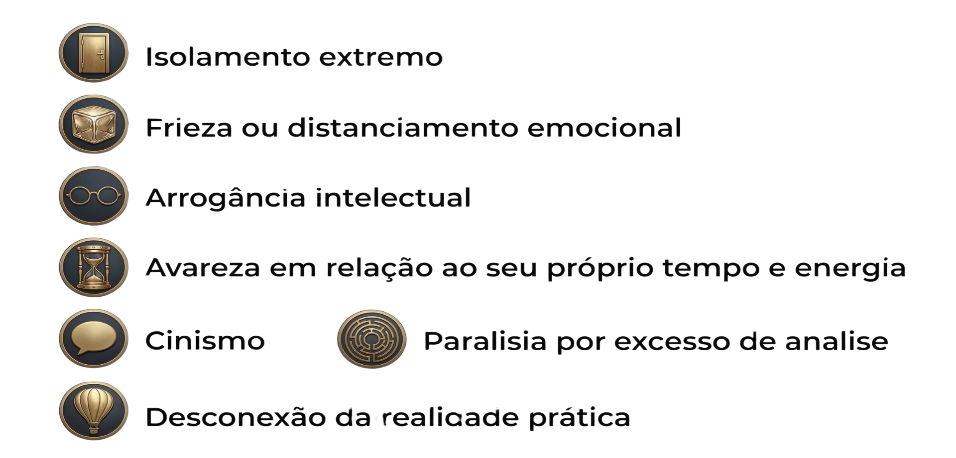 Isolamento extremo
Frieza ou distanciamento emocional
Arrogância intelectual
Avareza em relação ao seu próprio tempo e energia
Cinismo
Paralisia por excesso de analise
Desconexão da realidade prática